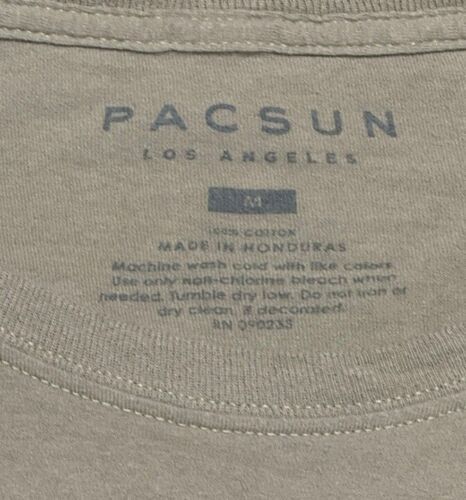 PACSUN
LOS ANGELES
M
100% COTTON
MADE IN HONDURAS
Machine wash cold with like colors.
Use only non-chlorine bleach when
needed. Tumble dry low. Do not iron or
dry clean, if decorated.
RN 090233